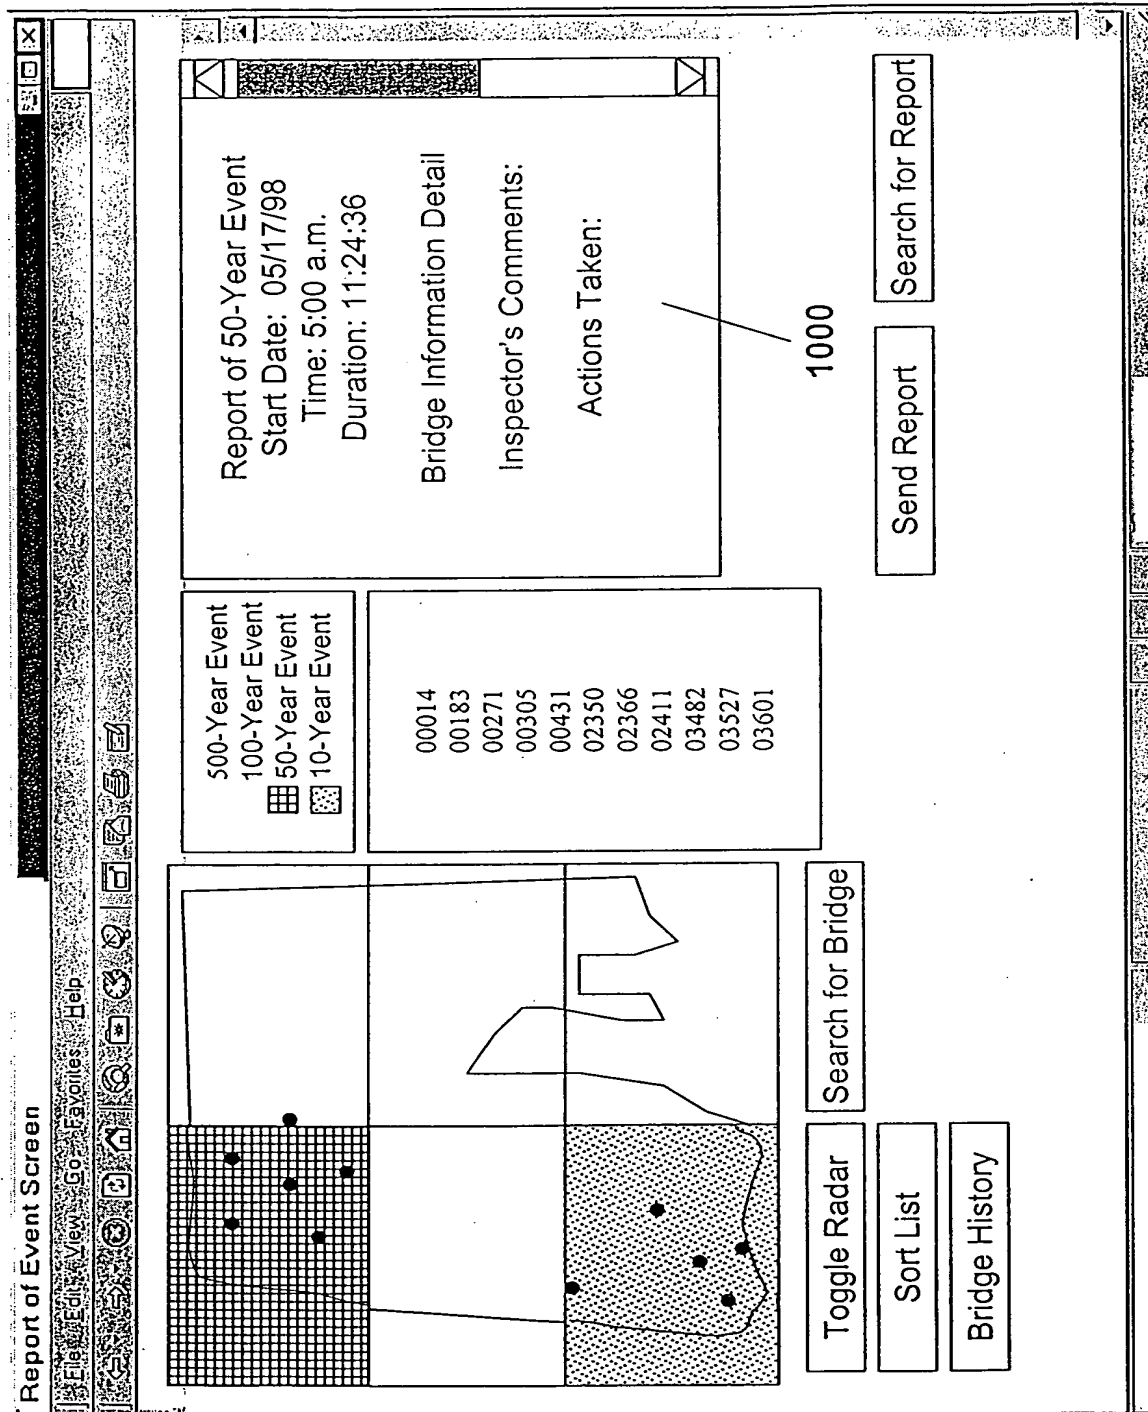 Report of Event Screen
File Edit View Go Favorites Help
500-Year Event
100-Year Event
50-Year Event
10-Year Event
00014
00183
00271
00305
00431
02350
02366
02411
03482
03527
03601
Report of 50-Year Event
Start Date: 05/17/98
Time: 5:00 a.m.
Duration: 11:24:36
Bridge Information Detail
Inspector's Comments:
Actions Taken:
1000
Toggle Radar
Search for Bridge
Send Report
Search for Report
Sort List
Bridge History